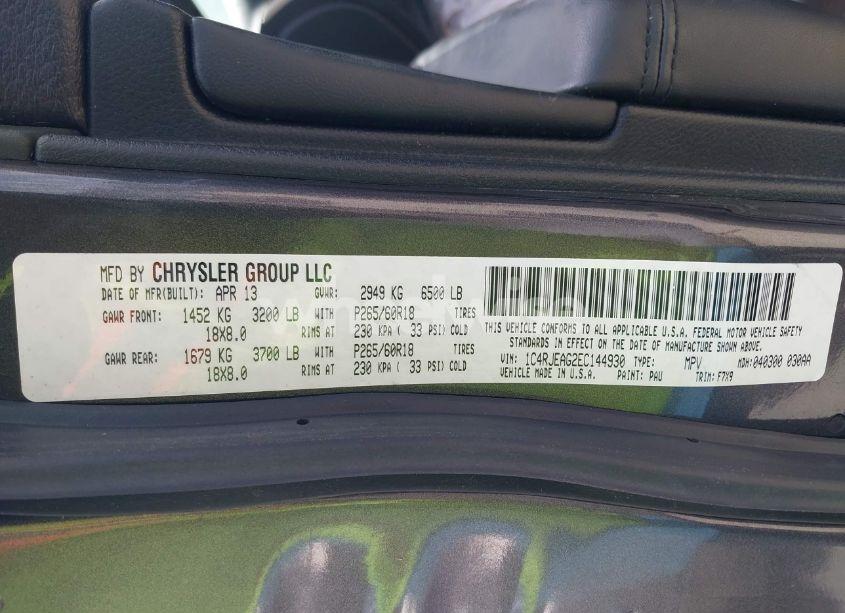 MFD BY CHRYSLER GROUP LLC
DATE OF MFR(BUILT): APR 13 GVWR: 2949 KG 6500 LB
GAWR FRONT: 1452 KG 3200 LB WITH P265/60R18 TIRES
18X8.0 RIMS AT 230 KPA ( 33 PSI) COLD
GAWR REAR: 1679 KG 3700 LB WITH P265/60R18 TIRES
18X8.0 RIMS AT 230 KPA ( 33 PSI) COLD
THIS VEHICLE CONFORMS TO ALL APPLICABLE U.S.A. FEDERAL MOTOR VEHICLE SAFETY
STANDARDS IN EFFECT ON THE DATE OF MANUFACTURE SHOWN ABOVE.
VIN: 1C4RJEAG2EC144930 TYPE: MPV MDH: 040300 030AA
VEHICLE MADE IN U.S.A. PAINT: PAU TRIM: F7X9